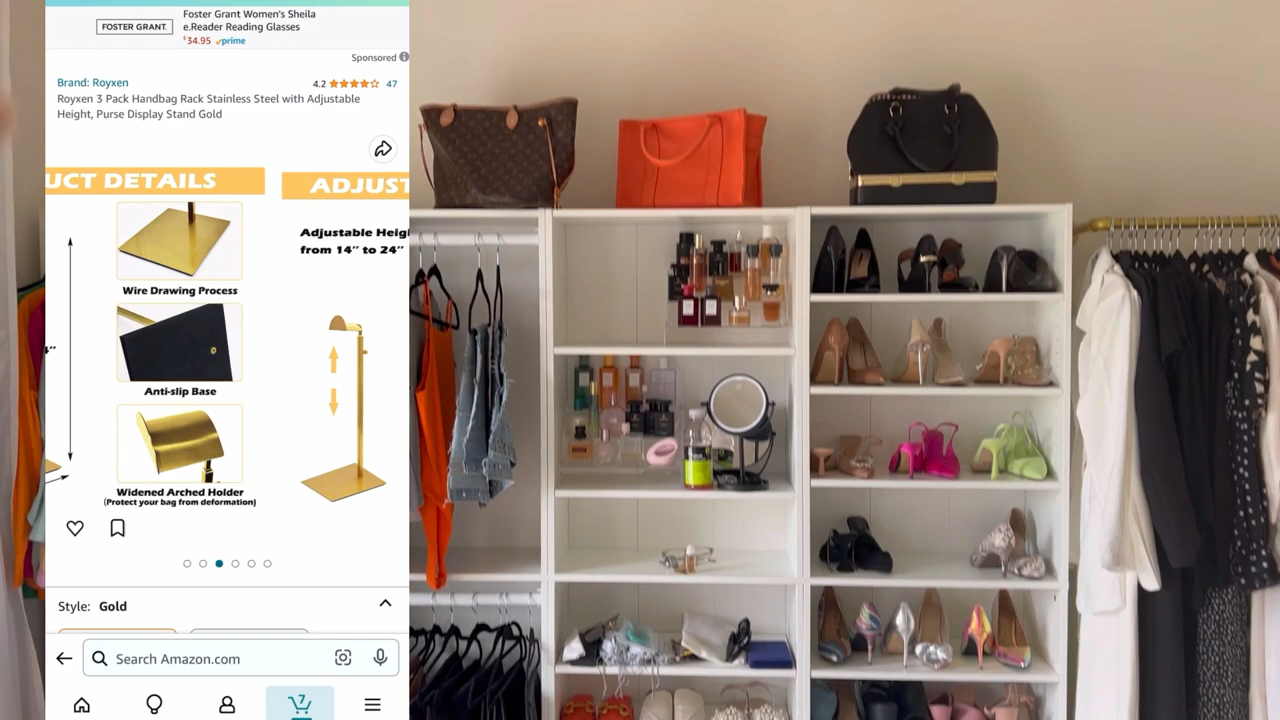 FOSTER GRANT.
Foster Grant Women's Sheila
e.Reader Reading Glasses
$34.95 prime
Sponsored
Brand: Royxen
4.2 47
Royxen 3 Pack Handbag Rack Stainless Steel with Adjustable
Height, Purse Display Stand Gold
UCT DETAILS
ADJUST
Adjustable Heigh
from 14” to 24”
Wire Drawing Process
Anti-slip Base
Widened Arched Holder
(Protect your bag from deformation)
Style: Gold
Search Amazon.com
7